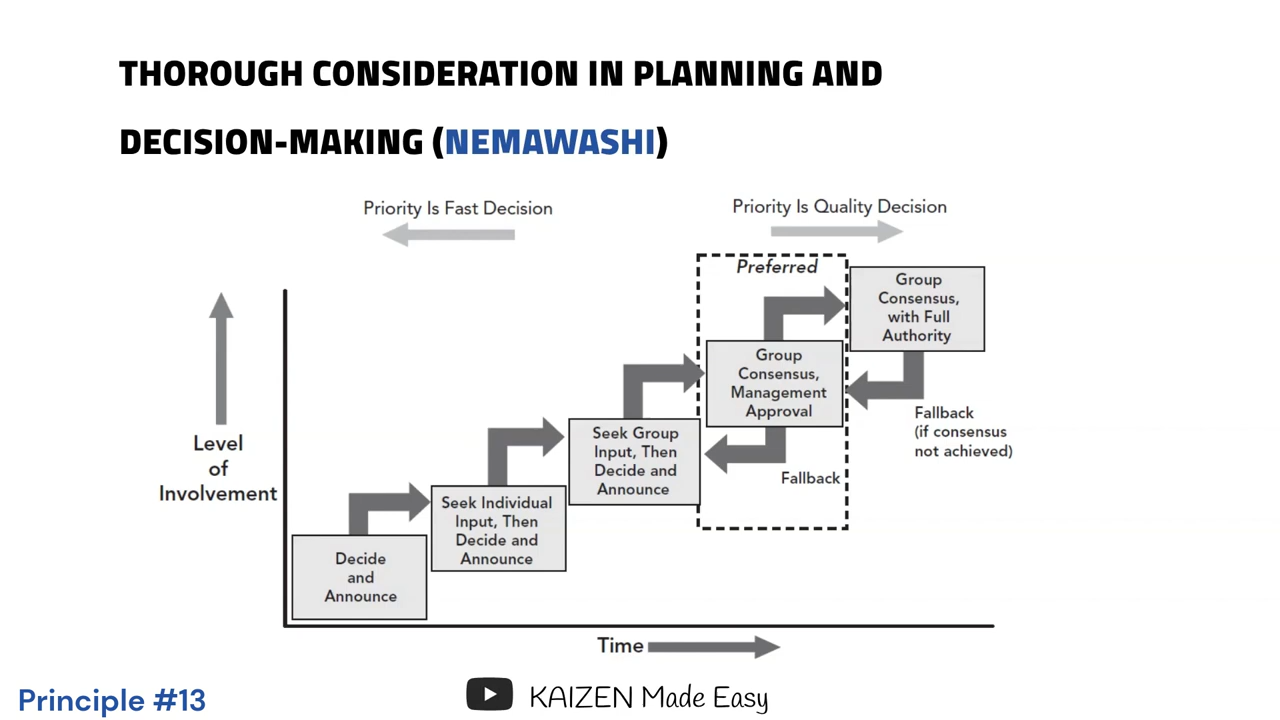 THOROUGH CONSIDERATION IN PLANNING AND
DECISION-MAKING (NEMAWASHI)
Priority Is Fast Decision
Priority Is Quality Decision
Preferred
Group
Consensus,
with Full
Authority
Group
Consensus,
Management
Approval
Fallback
(if consensus
not achieved)
Level
of
Involvement
Seek Group
Input, Then
Decide and
Announce
Fallback
Seek Individual
Input, Then
Decide and
Announce
Decide
and
Announce
Time
Principle #13
KAIZEN Made Easy